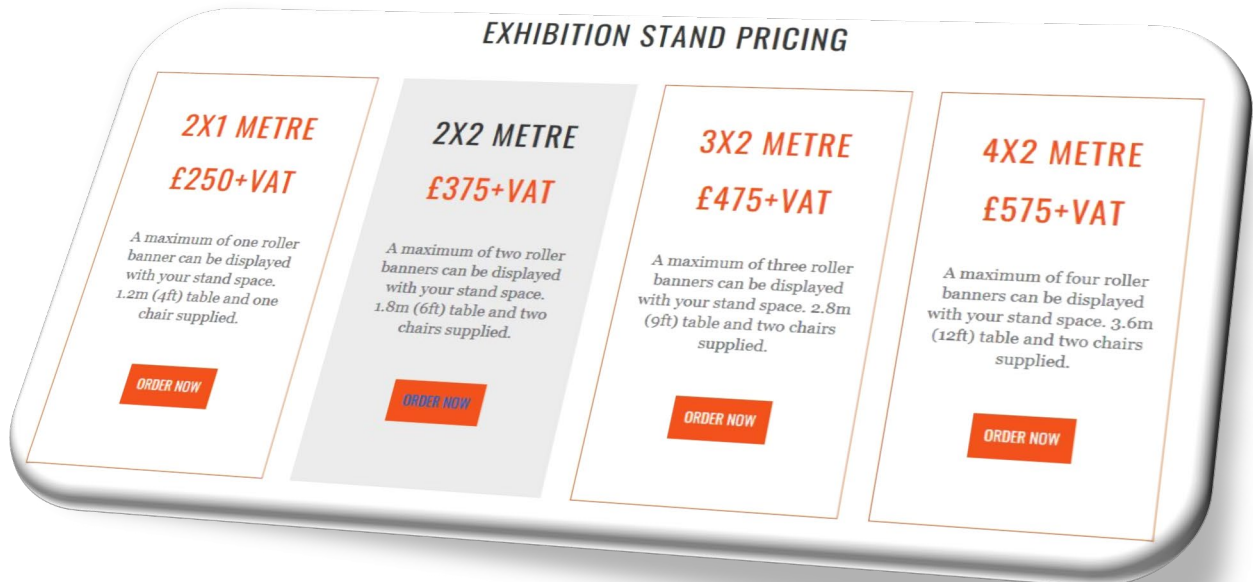 EXHIBITION STAND PRICING
2X1 METRE
£250+VAT
A maximum of one roller
banner can be displayed
with your stand space.
1.2m (4ft) table and one
chair supplied.
ORDER NOW
2X2 METRE
£375+VAT
A maximum of two roller
banners can be displayed
with your stand space.
1.8m (6ft) table and two
chairs supplied.
ORDER NOW
3X2 METRE
£475+VAT
A maximum of three roller
banners can be displayed
with your stand space. 2.8m
(9ft) table and two chairs
supplied.
ORDER NOW
4X2 METRE
£575+VAT
A maximum of four roller
banners can be displayed
with your stand space. 3.6m
(12ft) table and two chairs
supplied.
ORDER NOW